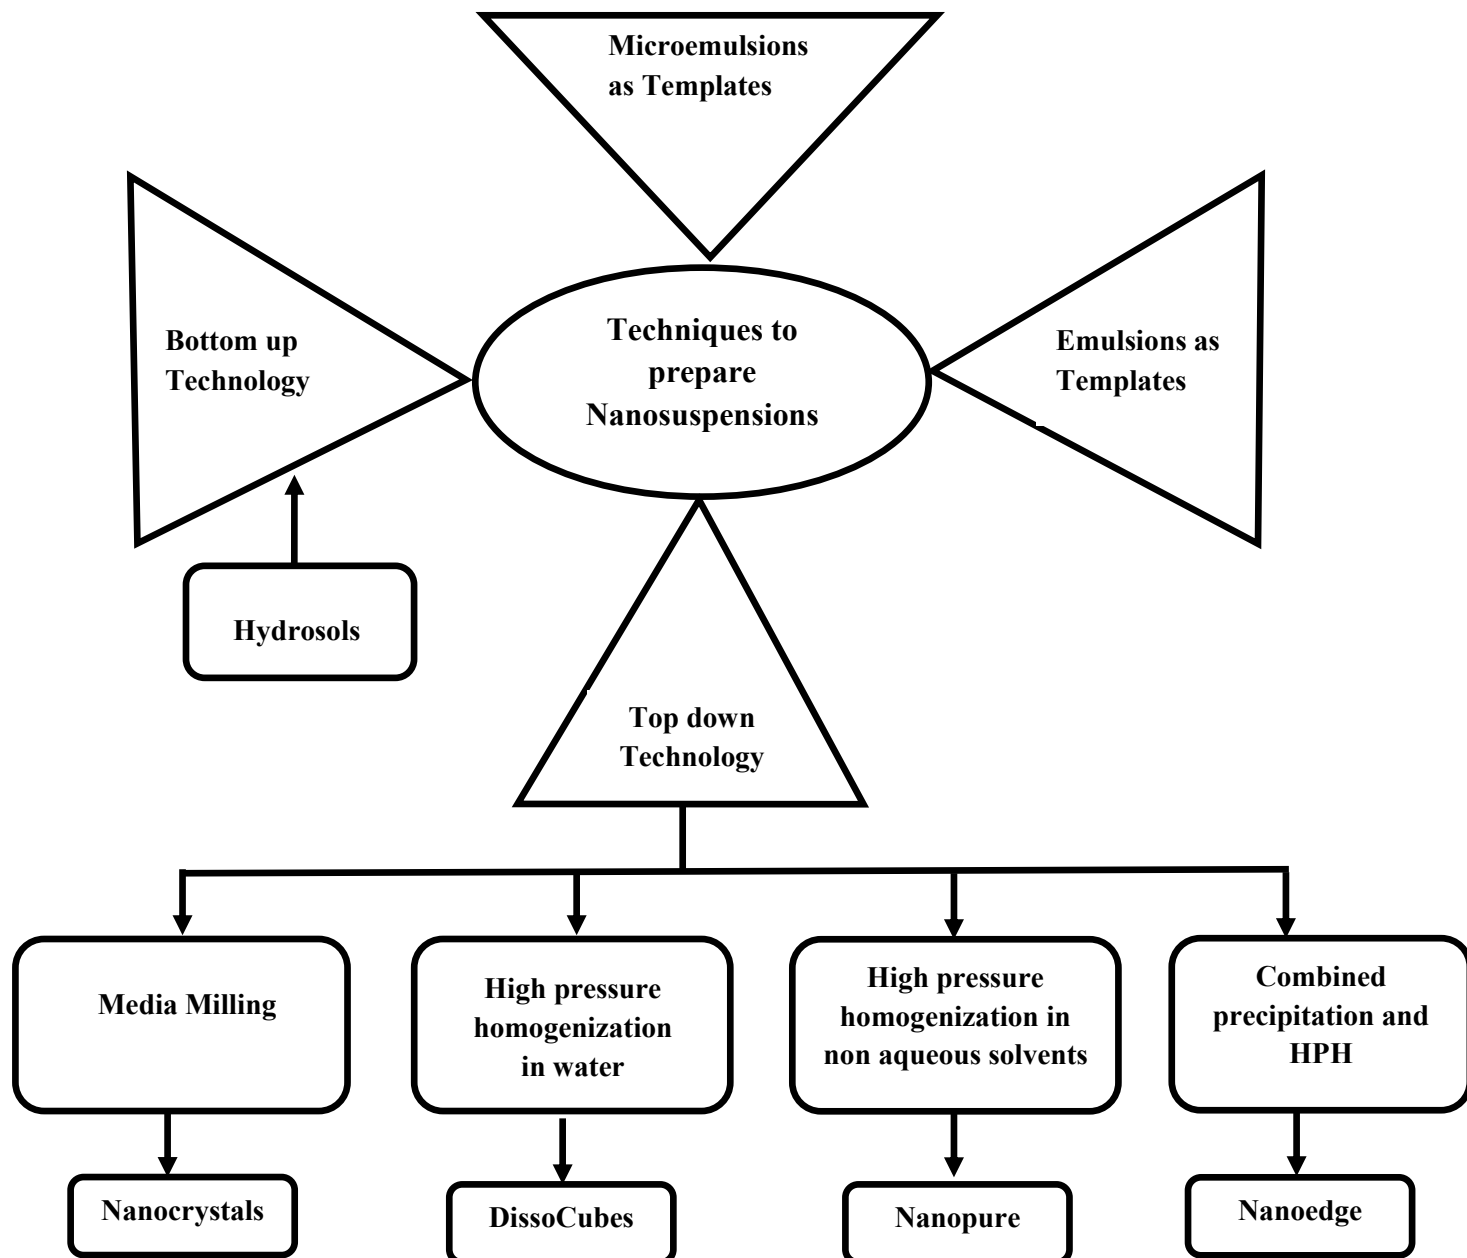 Microemulsions
as Templates
Bottom up
Technology
Techniques to
prepare
Nanosuspensions
Emulsions as
Templates
Hydrosols
Top down
Technology
Media Milling
High pressure
homogenization
in water
High pressure
homogenization in
non aqueous solvents
Combined
precipitation and
HPH
Nanocrystals
DissoCubes
Nanopure
Nanoedge